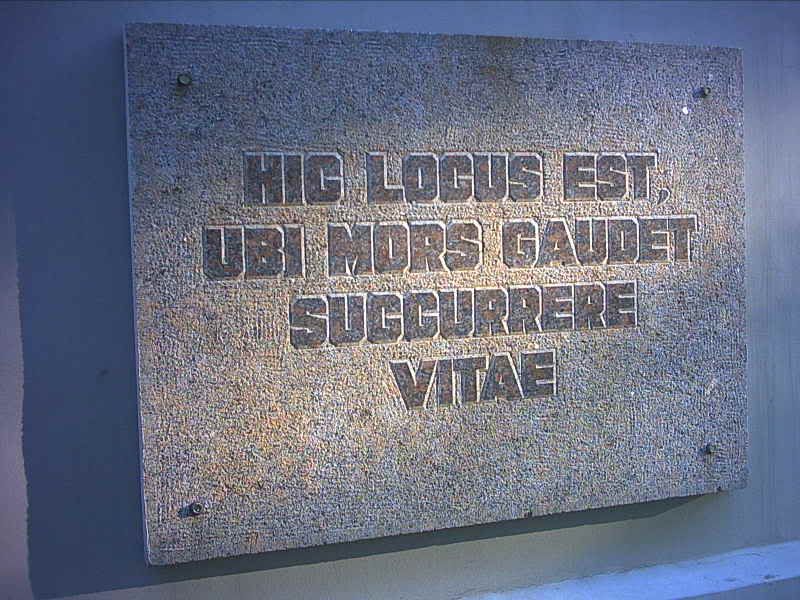 HIC LOCUS EST,
UBI MORS GAUDET
SUCCURRERE
VITAE